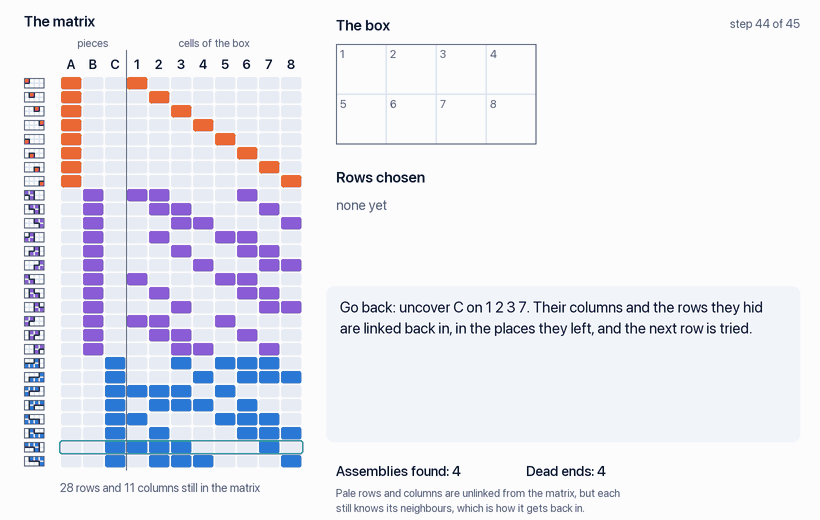 The matrix
pieces
cells of the box
A B C 1 2 3 4 5 6 7 8
28 rows and 11 columns still in the matrix
The box
step 44 of 45
1 2 3 4
5 6 7 8
Rows chosen
none yet
Go back: uncover C on 1 2 3 7. Their columns and the rows they hid
are linked back in, in the places they left, and the next row is tried.
Assemblies found: 4
Dead ends: 4
Pale rows and columns are unlinked from the matrix, but each
still knows its neighbours, which is how it gets back in.